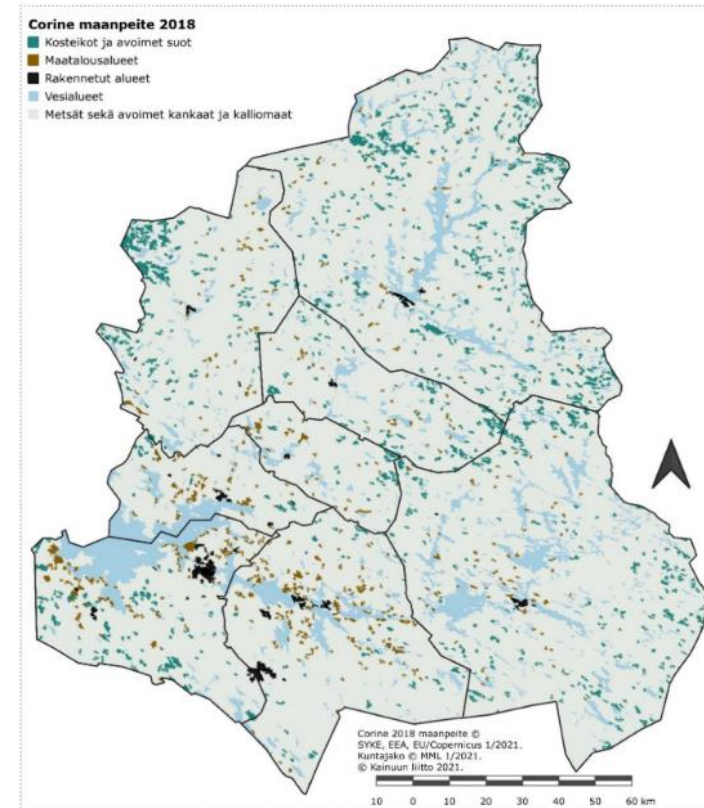 Corine maanpeite 2018
Kosteikot ja avoimet suot
Maatalousalueet
Rakennetut alueet
Vesialueet
Metsät sekä avoimet kankaat ja kalliomaat
Corine 2018 maanpeite ©
SYKE, EEA, EU/Copernicus 1/2021.
Kuntajako © MML 1/2021.
© Kainuun liitto 2021.
10 0 10 20 30 40 50 60 km